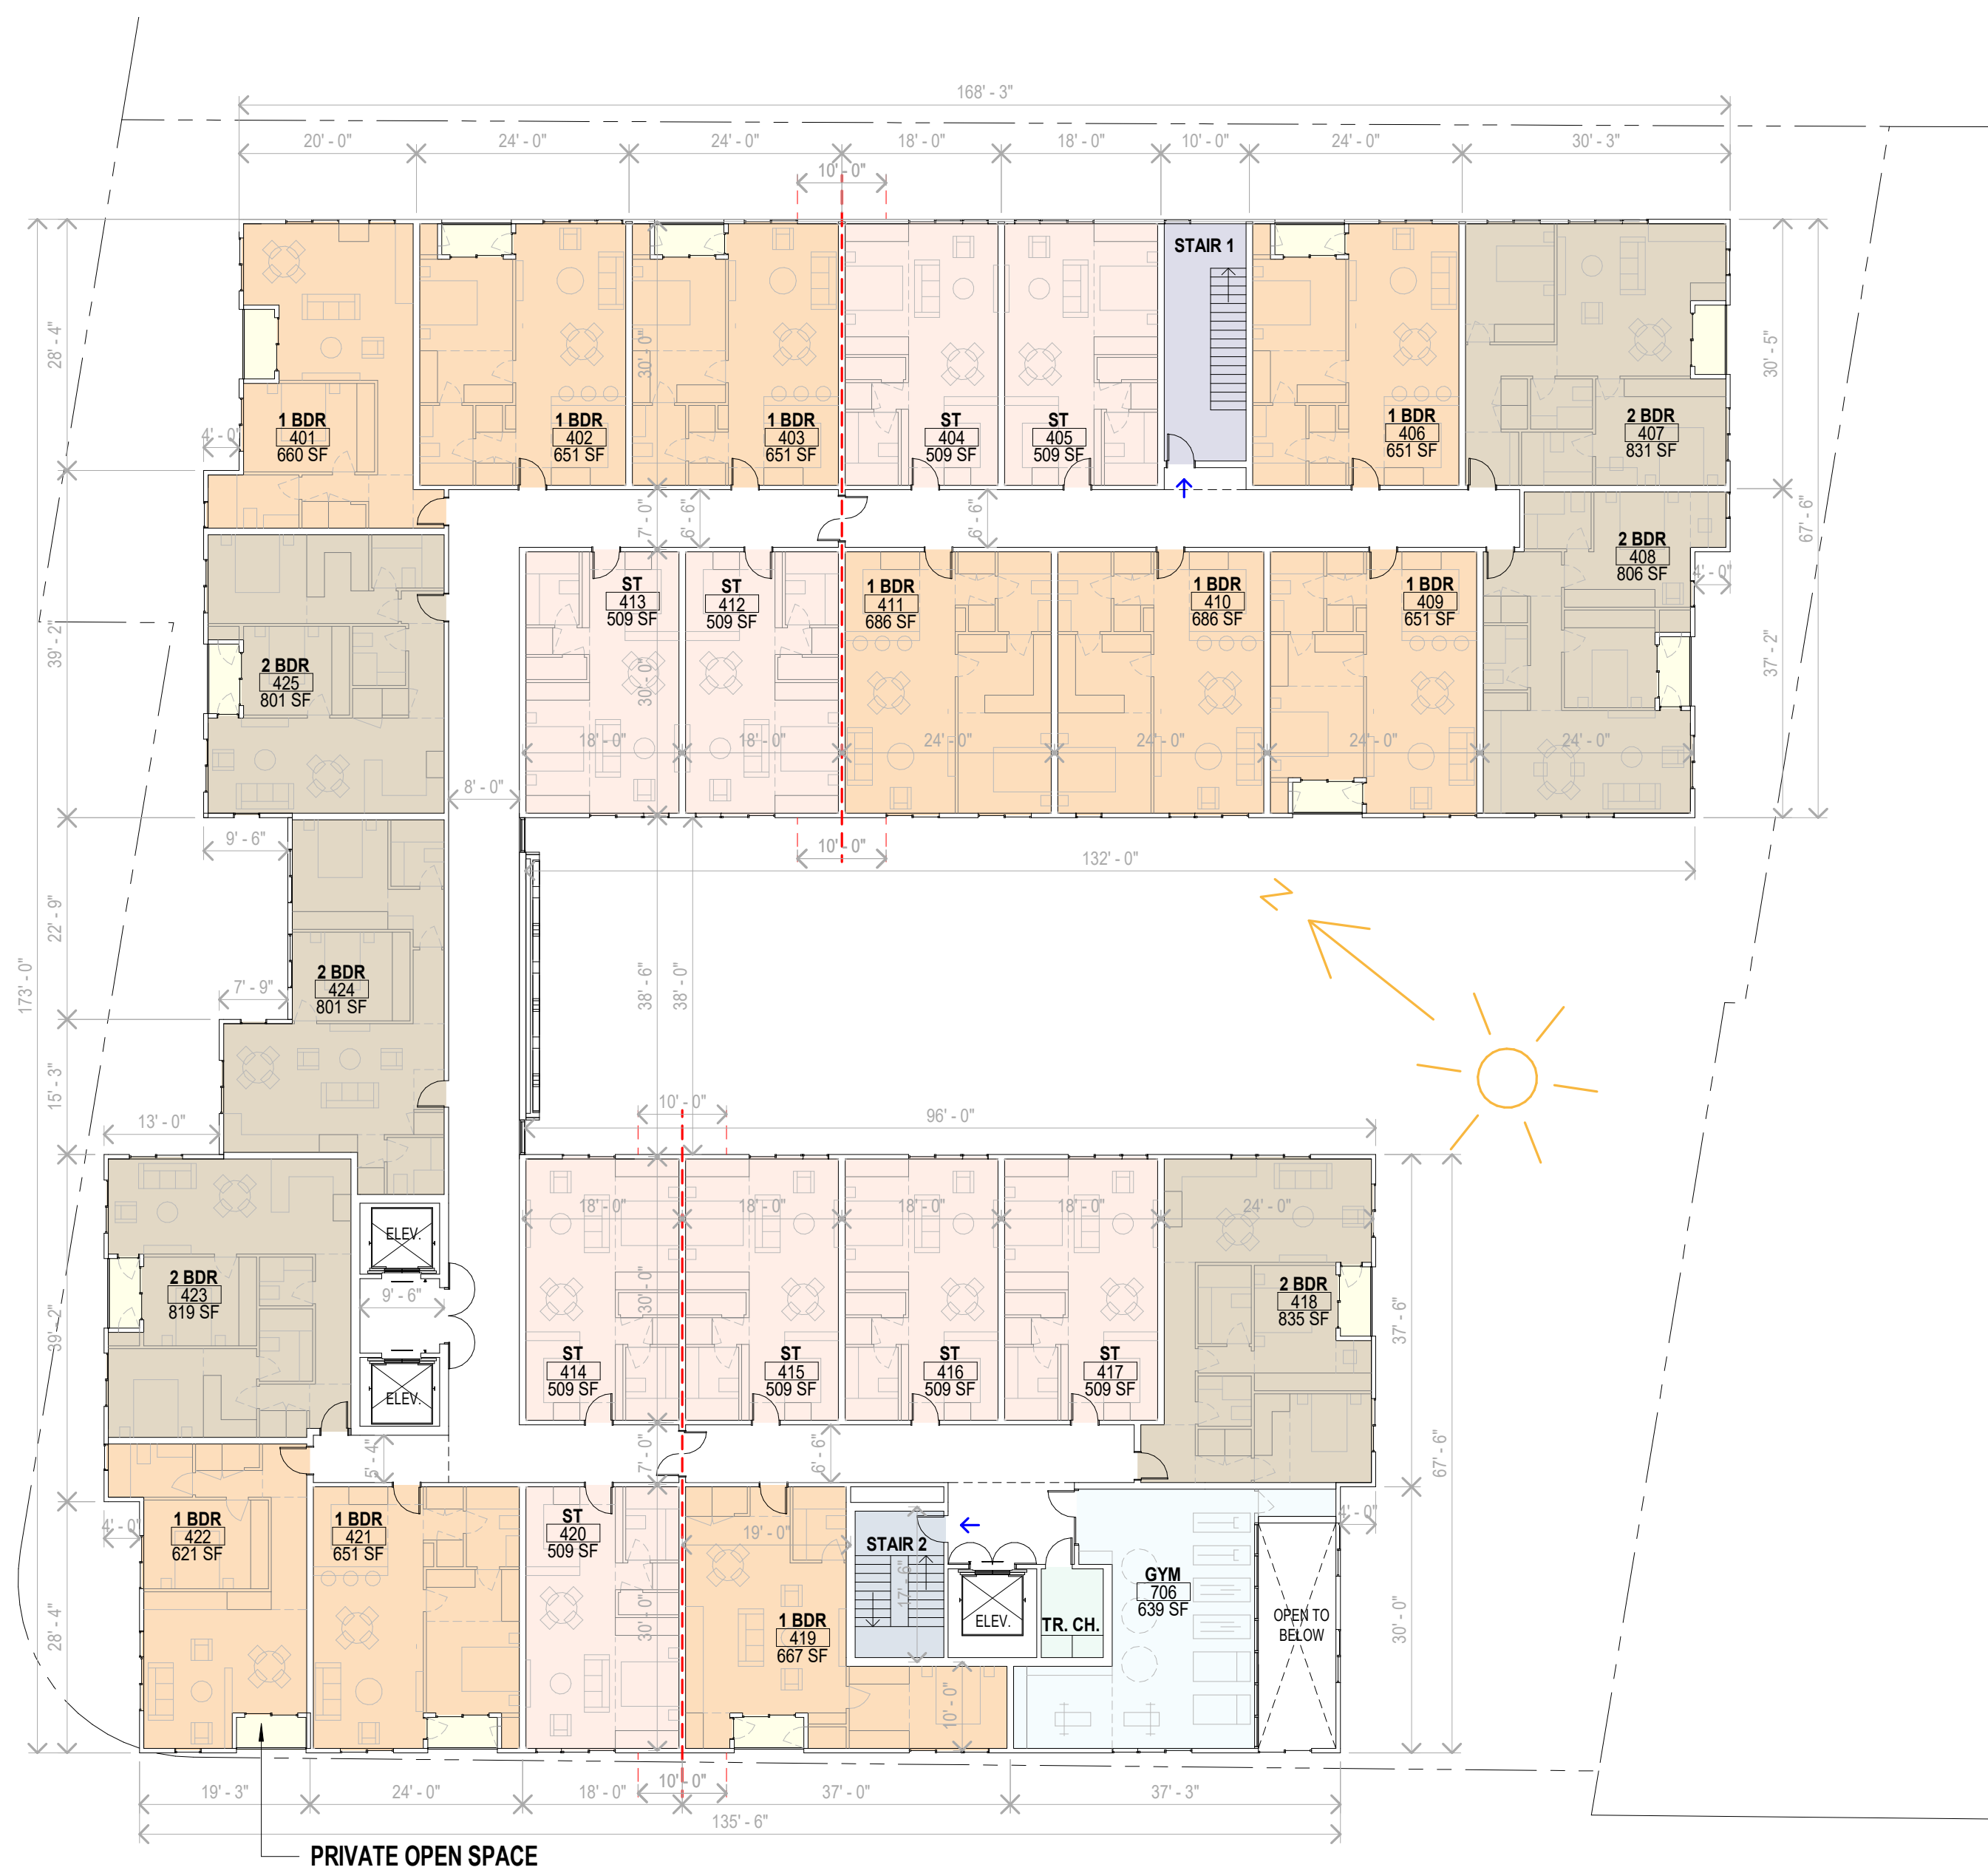 168' - 3"
20' - 0"
24' - 0"
24' - 0"
18' - 0"
18' - 0"
10' - 0"
24' - 0"
30' - 3"
10' - 0"
STAIR 1
28' - 4"
30' - 0"
30' - 5"
67' - 6"
4' - 0"
1 BDR
401
660 SF
1 BDR
402
651 SF
1 BDR
403
651 SF
ST
404
509 SF
ST
405
509 SF
1 BDR
406
651 SF
2 BDR
407
831 SF
7' - 0"
6' - 6"
6' - 6"
2 BDR
408
806 SF
4' - 0"
ST
413
509 SF
ST
412
509 SF
1 BDR
411
686 SF
1 BDR
410
686 SF
1 BDR
409
651 SF
39' - 2"
37' - 2"
2 BDR
425
801 SF
30' - 0"
18' - 0"
18' - 0"
24' - 0"
24' - 0"
24' - 0"
24' - 0"
8' - 0"
9' - 6"
10' - 0"
132' - 0"
N
22' - 9"
173' - 0"
38' - 6"
38' - 0"
2 BDR
424
801 SF
7' - 9"
15' - 3"
13' - 0"
10' - 0"
96' - 0"
18' - 0"
18' - 0"
18' - 0"
18' - 0"
24' - 0"
ELEV.
9' - 6"
ELEV.
2 BDR
423
819 SF
39' - 2"
30' - 0"
2 BDR
418
835 SF
37' - 6"
67' - 6"
ST
414
509 SF
ST
415
509 SF
ST
416
509 SF
ST
417
509 SF
5' - 4"
7' - 0"
6' - 6"
4' - 0"
1 BDR
422
621 SF
1 BDR
421
651 SF
ST
420
509 SF
19' - 0"
STAIR 2
17' - 6"
4' - 0"
GYM
706
639 SF
OPEN TO
BELOW
ELEV.
TR. CH.
1 BDR
419
667 SF
28' - 4"
30' - 0"
30' - 0"
10' - 0"
19' - 3"
24' - 0"
18' - 0"
10' - 0"
37' - 0"
37' - 3"
135' - 6"
PRIVATE OPEN SPACE